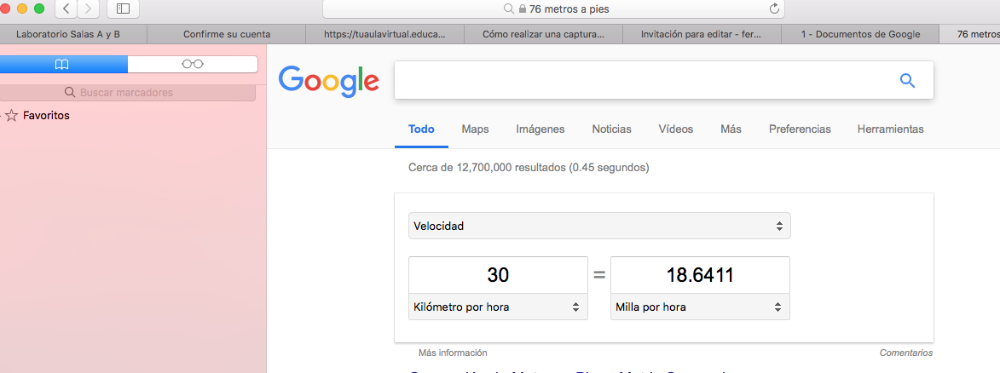 76 metros a pies
Laboratorio Salas A y B
Confirme su cuenta
https://tuaulavirtual.educa...
Cómo realizar una captura...
Invitación para editar - fer...
1 - Documentos de Google
76 metros
Buscar marcadores
Favoritos
Google
Todo
Maps
Imágenes
Noticias
Vídeos
Más
Preferencias
Herramientas
Cerca de 12,700,000 resultados (0.45 segundos)
Velocidad
30 = 18.6411
Kilómetro por hora
Milla por hora
Más información
Comentarios